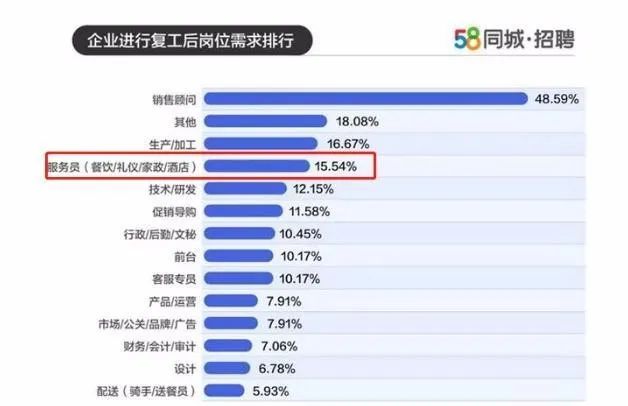 企业进行复工后岗位需求排行
58同城·招聘
销售顾问 48.59%
其他 18.08%
生产/加工 16.67%
服务员（餐饮/礼仪/家政/酒店） 15.54%
技术/研发 12.15%
促销导购 11.58%
行政/后勤/文秘 10.45%
前台 10.17%
客服专员 10.17%
产品/运营 7.91%
市场/公关/品牌/广告 7.91%
财务/会计/审计 7.06%
设计 6.78%
配送（骑手/送餐员） 5.93%